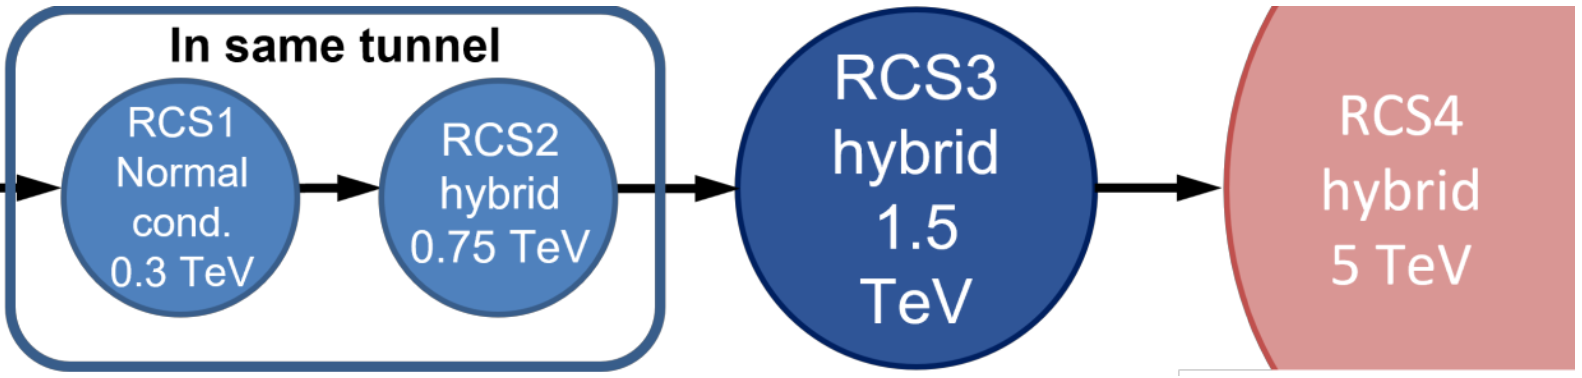 In same tunnel
RCS1
Normal
cond.
0.3 TeV
RCS2
hybrid
0.75 TeV
RCS3
hybrid
1.5
TeV
RCS4
hybrid
5 TeV